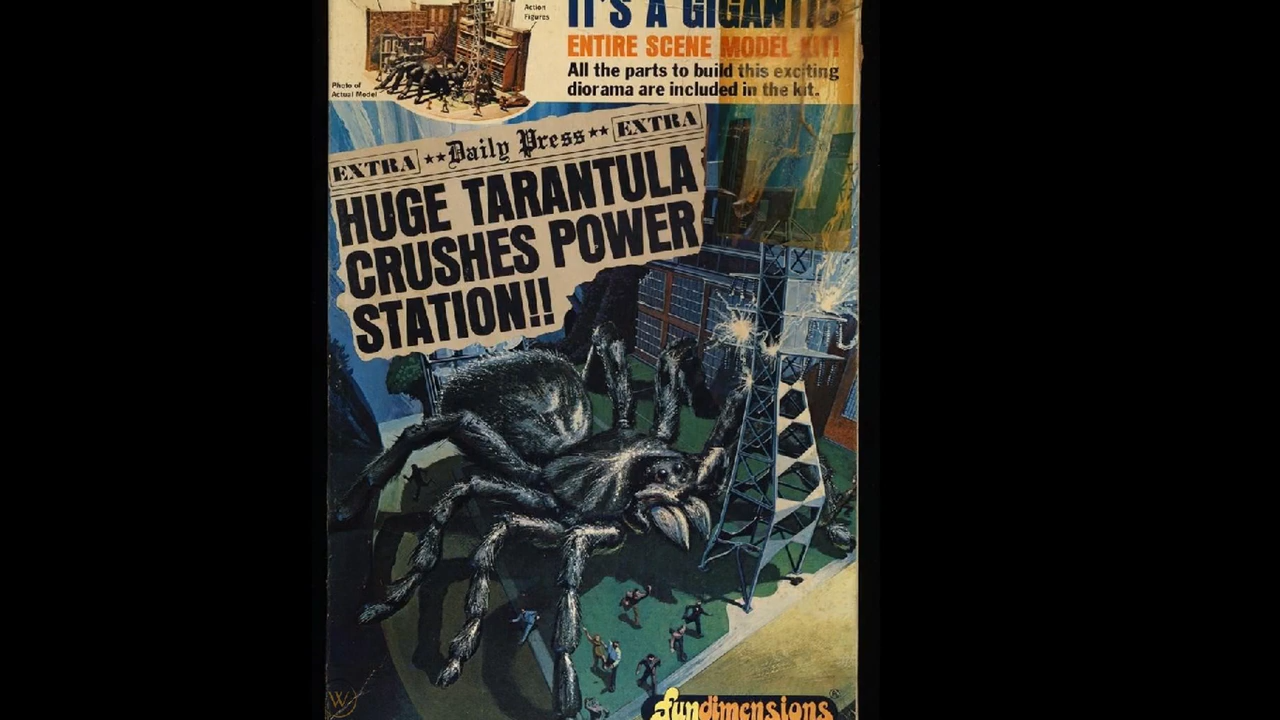 Action
Figures
IT'S A GIGANTIC
ENTIRE SCENE MODEL KIT!
All the parts to build this exciting
diorama are included in the kit.
Photo of
Actual Model
EXTRA ★★Daily Press★★ EXTRA
HUGE TARANTULA
CRUSHES POWER
STATION!!
W
fundimensions